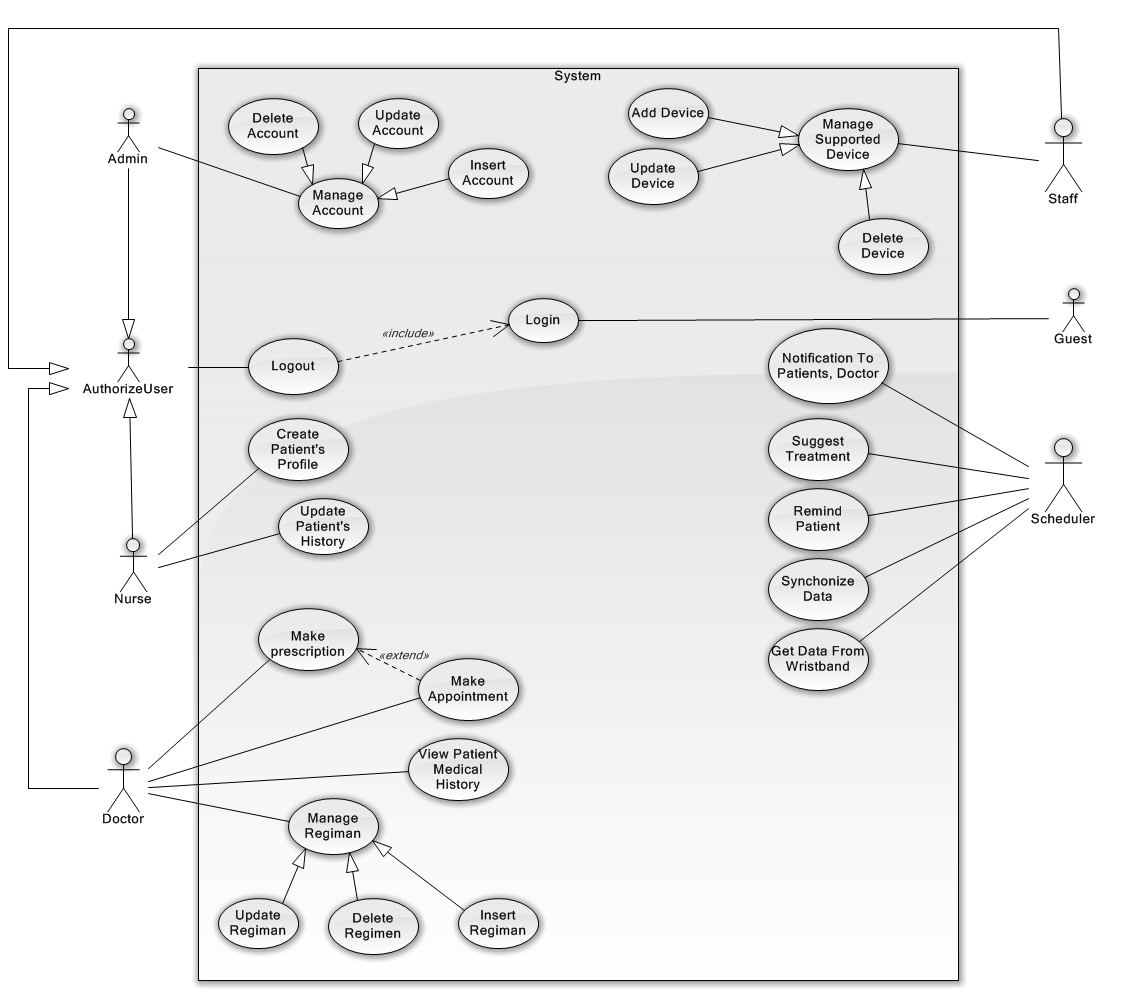 System
Delete
Account
Update
Account
Insert
Account
Manage
Account
Add Device
Update
Device
Manage
Supported
Device
Delete
Device
Admin
Staff
Login
«include»
Logout
Guest
AuthorizeUser
Notification To
Patients, Doctor
Create
Patient's
Profile
Suggest
Treatment
Update
Patient's
History
Remind
Patient
Scheduler
Nurse
Synchonize
Data
Make
prescription
«extend»
Get Data From
Wristband
Make
Appointment
View Patient
Medical
History
Doctor
Manage
Regiman
Update
Regiman
Delete
Regimen
Insert
Regiman